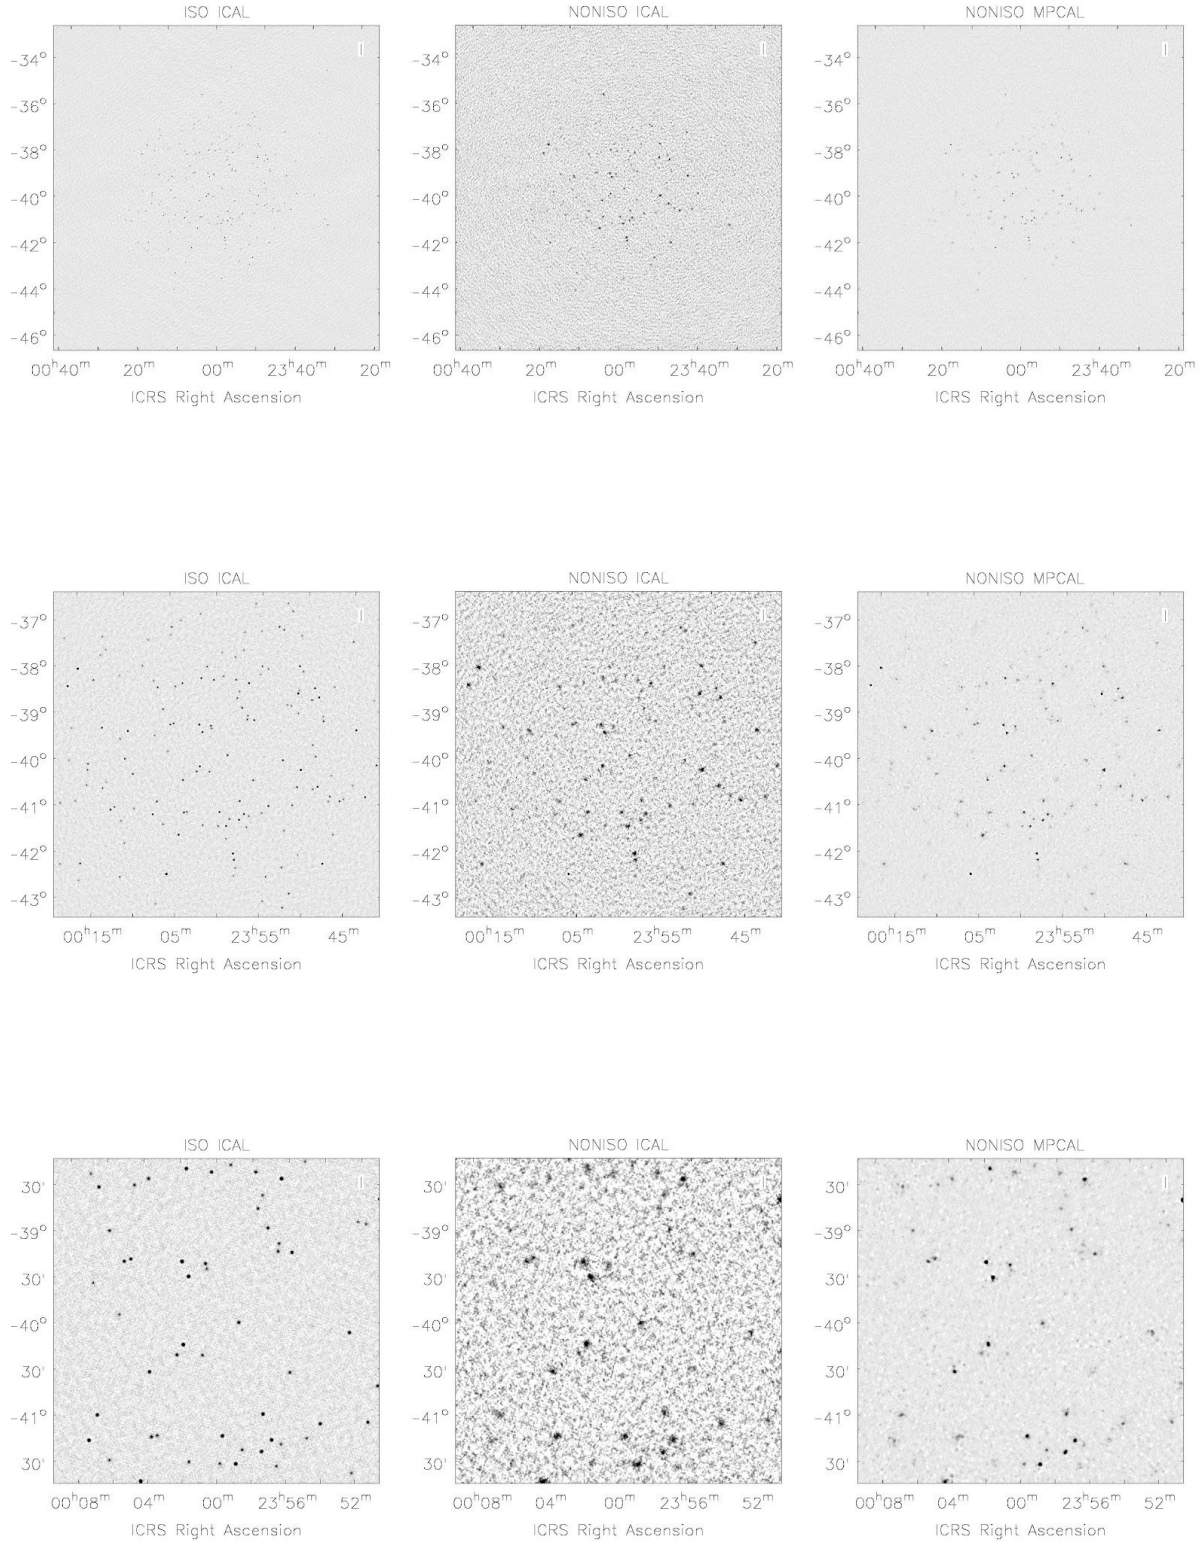 ISO ICAL NONISO ICAL NONISO MPCAL
I I I
-34° -34° -34°
-36° -36° -36°
-38° -38° -38°
-40° -40° -40°
-42° -42° -42°
-44° -44° -44°
-46° -46° -46°
00ʰ40ᵐ 20ᵐ 00ᵐ 23ʰ40ᵐ 20ᵐ 00ʰ40ᵐ 20ᵐ 00ᵐ 23ʰ40ᵐ 20ᵐ 00ʰ40ᵐ 20ᵐ 00ᵐ 23ʰ40ᵐ 20ᵐ
ICRS Right Ascension ICRS Right Ascension ICRS Right Ascension
ISO ICAL NONISO ICAL NONISO MPCAL
I I I
-37° -37° -37°
-38° -38° -38°
-39° -39° -39°
-40° -40° -40°
-41° -41° -41°
-42° -42° -42°
-43° -43° -43°
00ʰ15ᵐ 05ᵐ 23ʰ55ᵐ 45ᵐ 00ʰ15ᵐ 05ᵐ 23ʰ55ᵐ 45ᵐ 00ʰ15ᵐ 05ᵐ 23ʰ55ᵐ 45ᵐ
ICRS Right Ascension ICRS Right Ascension ICRS Right Ascension
ISO ICAL NONISO ICAL NONISO MPCAL
30' I 30' I 30' I
-39° -39° -39°
30' 30' 30'
-40° -40° -40°
30' 30' 30'
-41° -41° -41°
30' 30' 30'
00ʰ08ᵐ 04ᵐ 00ᵐ 23ʰ56ᵐ 52ᵐ 00ʰ08ᵐ 04ᵐ 00ᵐ 23ʰ56ᵐ 52ᵐ 00ʰ08ᵐ 04ᵐ 00ᵐ 23ʰ56ᵐ 52ᵐ
ICRS Right Ascension ICRS Right Ascension ICRS Right Ascension